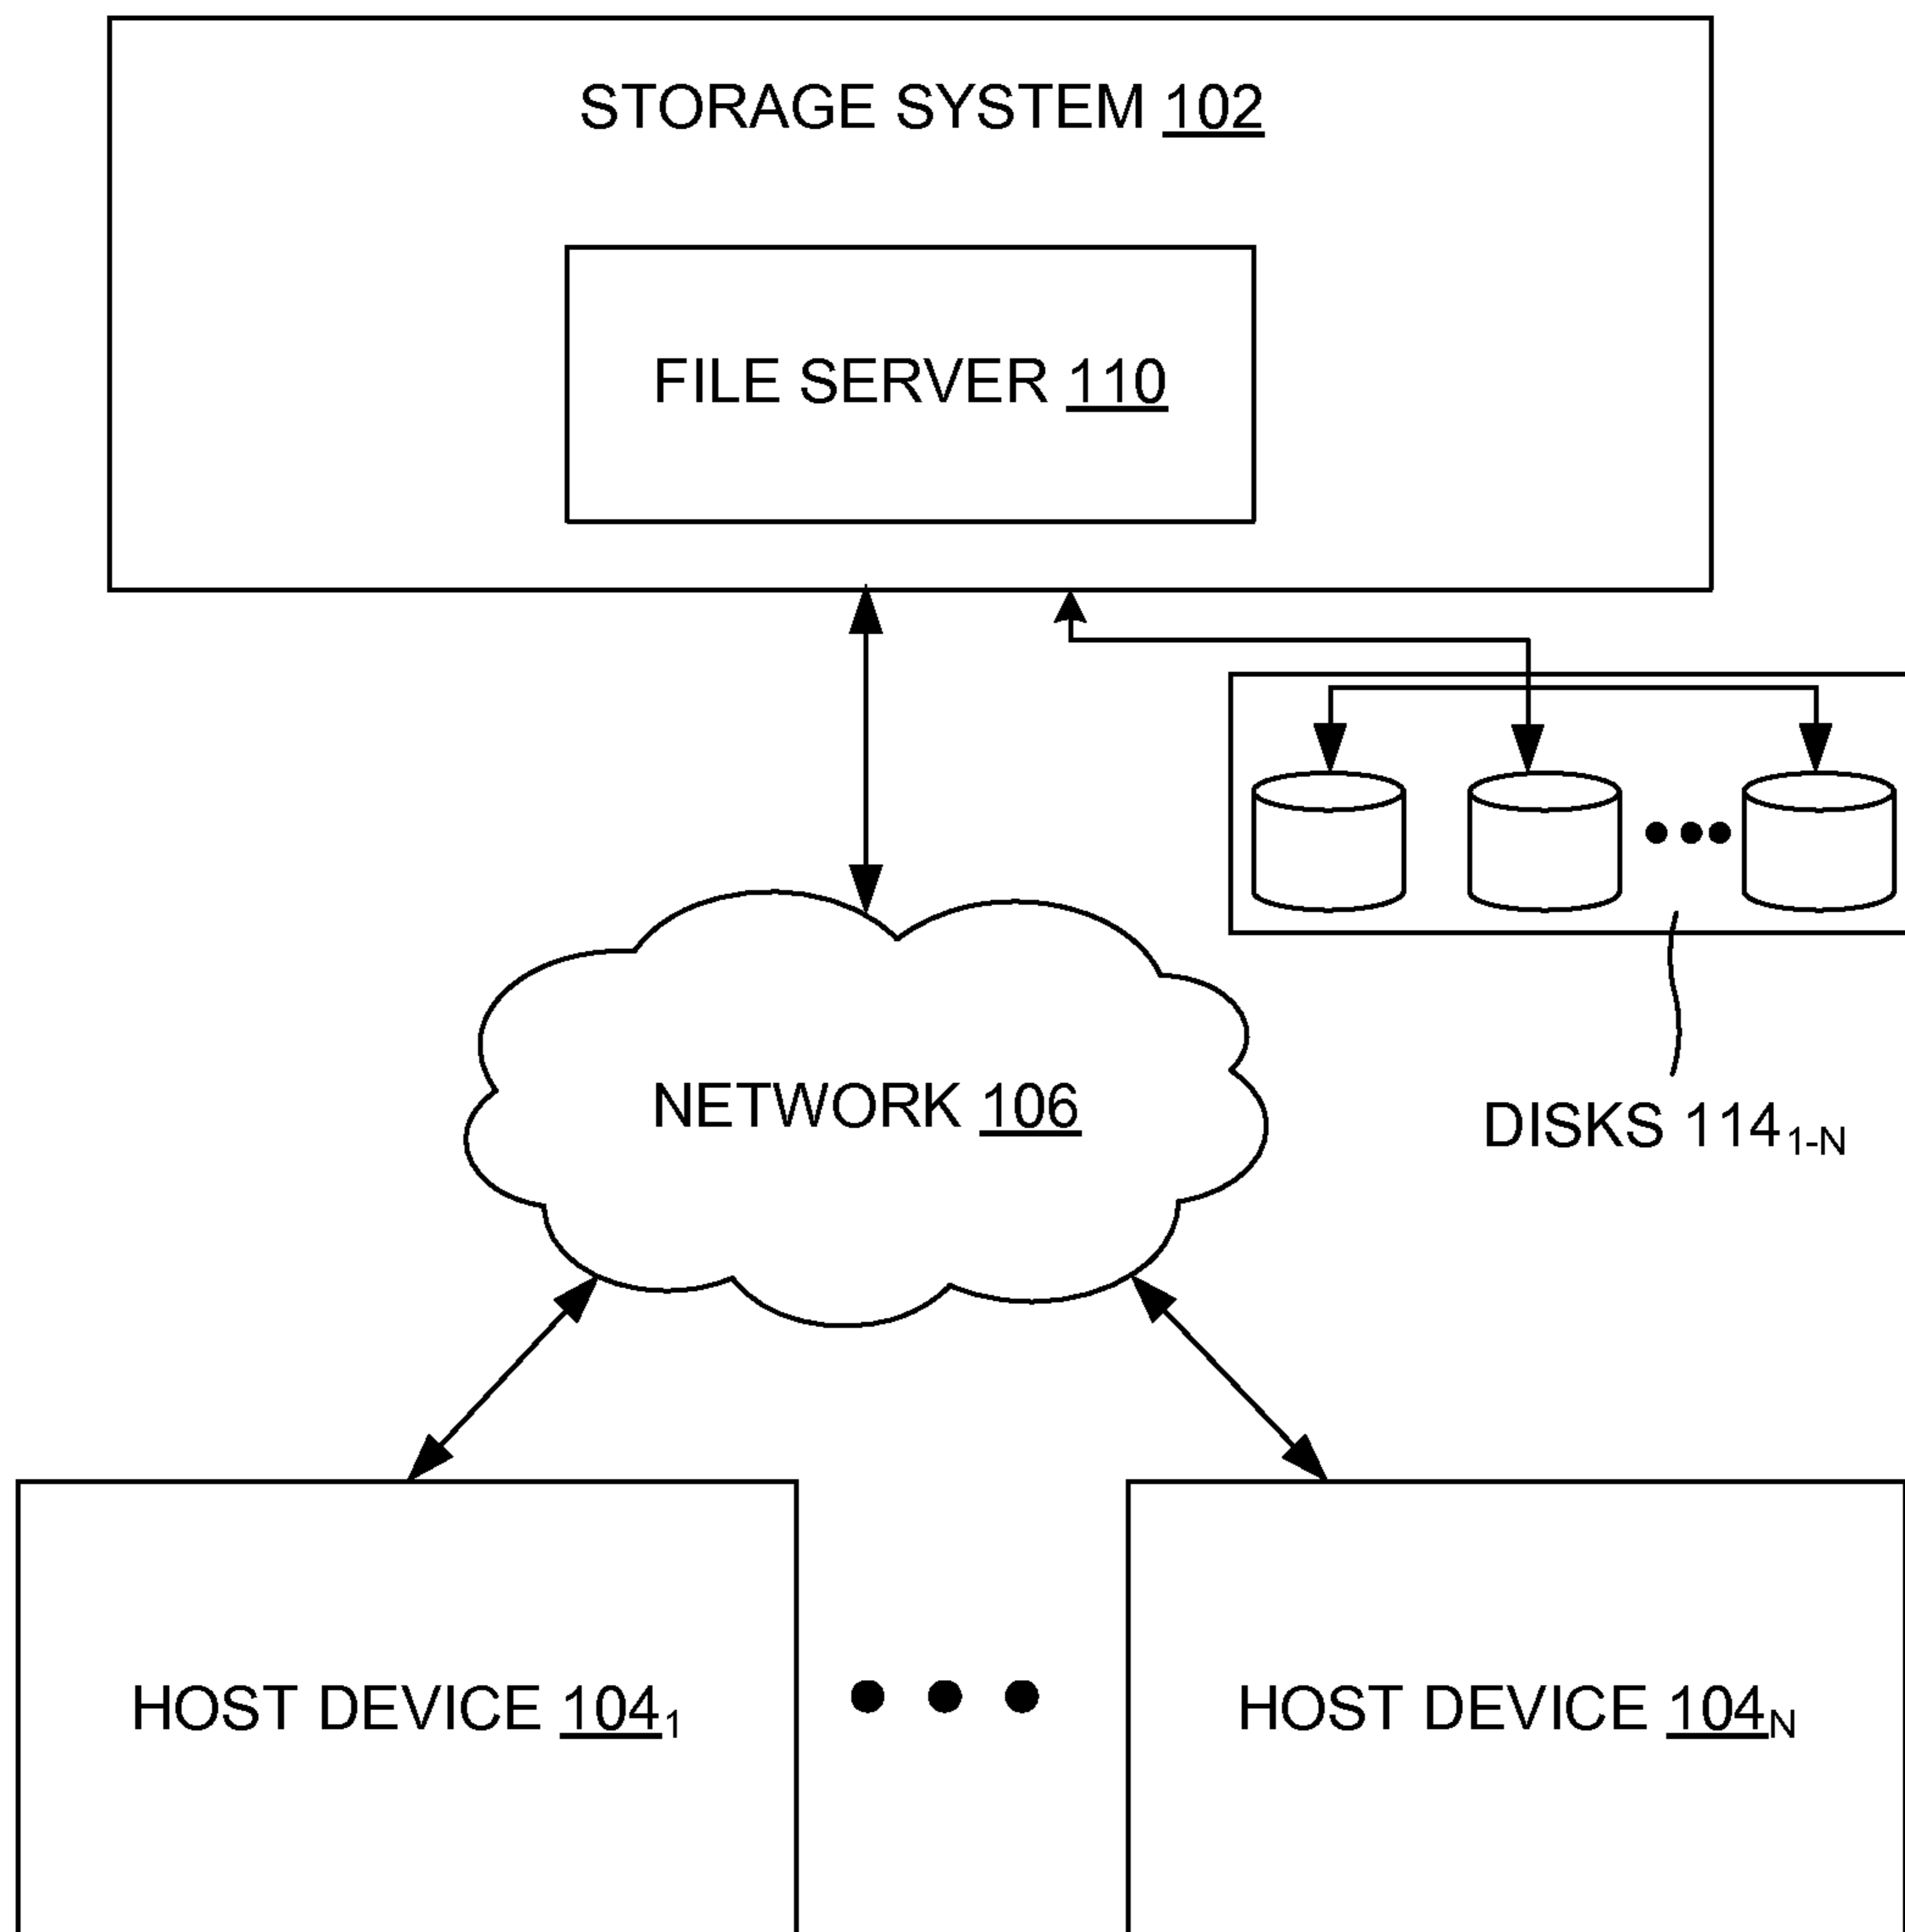 STORAGE SYSTEM 102
FILE SERVER 110
NETWORK 106
DISKS 114₁₋N
HOST DEVICE 104₁
HOST DEVICE 104N